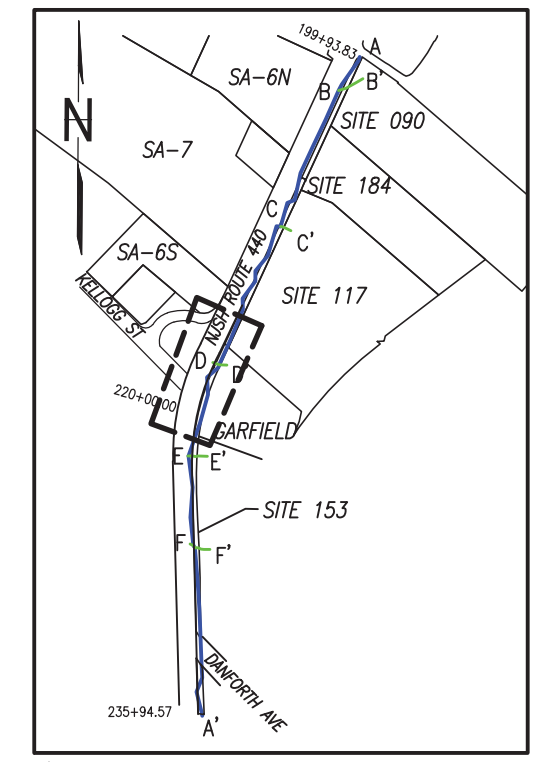 199+93.83
A
SA-6N
B
B'
N
SITE 090
SA-7
SITE 184
C
C'
SA-6S
NJSH ROUTE 440
SITE 117
KELLOGG ST
D
220+00.00
GARFIELD
E
E'
SITE 153
F
F'
DANFORTH AVE
235+94.57
A'